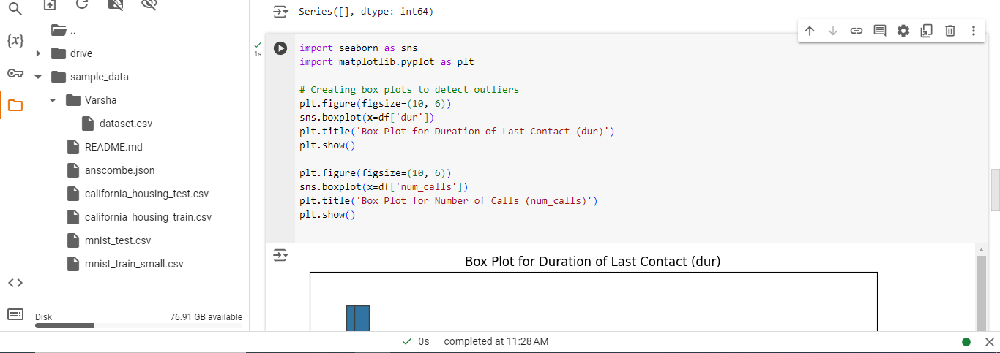 Series([], dtype: int64)
{x}
..
drive
sample_data
Varsha
dataset.csv
README.md
anscombe.json
california_housing_test.csv
california_housing_train.csv
mnist_test.csv
mnist_train_small.csv
Disk
76.91 GB available
1s
import seaborn as sns
import matplotlib.pyplot as plt
# Creating box plots to detect outliers
plt.figure(figsize=(10, 6))
sns.boxplot(x=df['dur'])
plt.title('Box Plot for Duration of Last Contact (dur)')
plt.show()
plt.figure(figsize=(10, 6))
sns.boxplot(x=df['num_calls'])
plt.title('Box Plot for Number of Calls (num_calls)')
plt.show()
Box Plot for Duration of Last Contact (dur)
0s completed at 11:28 AM